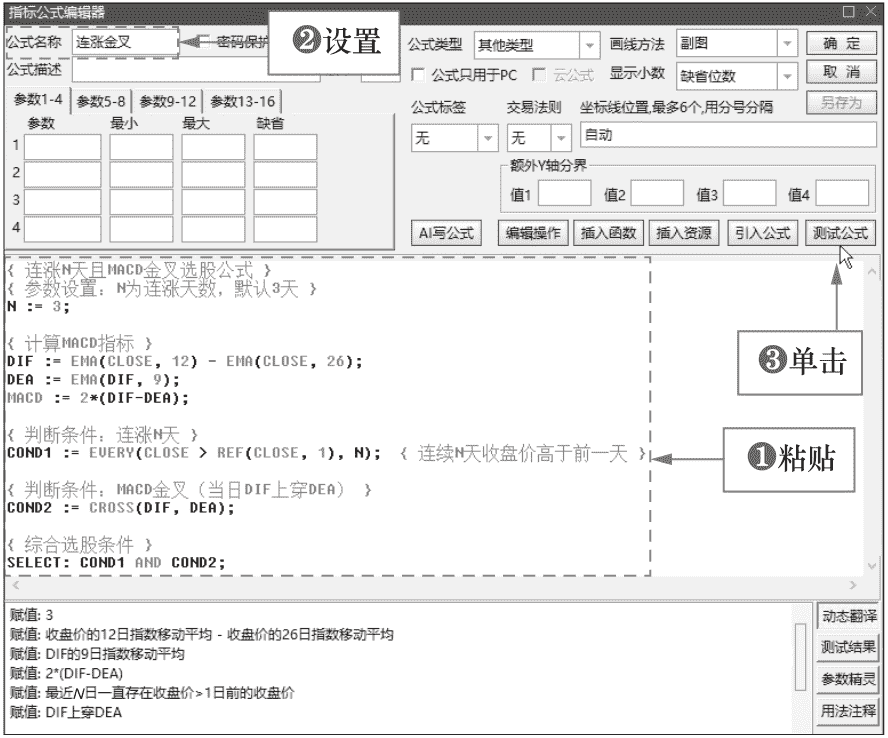 指标公式编辑器
公式名称 连涨金叉 密码保护 ❷设置 公式类型 其他类型 画线方法 副图 确 定
公式描述 公式只用于PC 云公式 显示小数 缺省位数 取 消
参数1-4 参数5-8 参数9-12 参数13-16 公式标签 交易法则 坐标线位置,最多6个,用分号分隔 另存为
参数 最小 最大 缺省 无 无 自动
1
2
3
4
额外Y轴分界
值1 值2 值3 值4
AI写公式 编辑操作 插入函数 插入资源 引入公式 测试公式
{ 连涨N天且MACD金叉选股公式 }
{ 参数设置：N为连涨天数，默认3天 }
N := 3;
{ 计算MACD指标 }
DIF := EMA(CLOSE, 12) - EMA(CLOSE, 26);
DEA := EMA(DIF, 9);
MACD := 2*(DIF-DEA);
❸单击
{ 判断条件：连涨N天 }
COND1 := EVERY(CLOSE > REF(CLOSE, 1), N); { 连续N天收盘价高于前一天 }
❶粘贴
{ 判断条件：MACD金叉（当日DIF上穿DEA） }
COND2 := CROSS(DIF, DEA);
{ 综合选股条件 }
SELECT: COND1 AND COND2;
赋值: 3
赋值: 收盘价的12日指数移动平均 - 收盘价的26日指数移动平均
赋值: DIF的9日指数移动平均
赋值: 2*(DIF-DEA)
赋值: 最近N日一直存在收盘价>1日前的收盘价
赋值: DIF上穿DEA
动态翻译
测试结果
参数精灵
用法注释